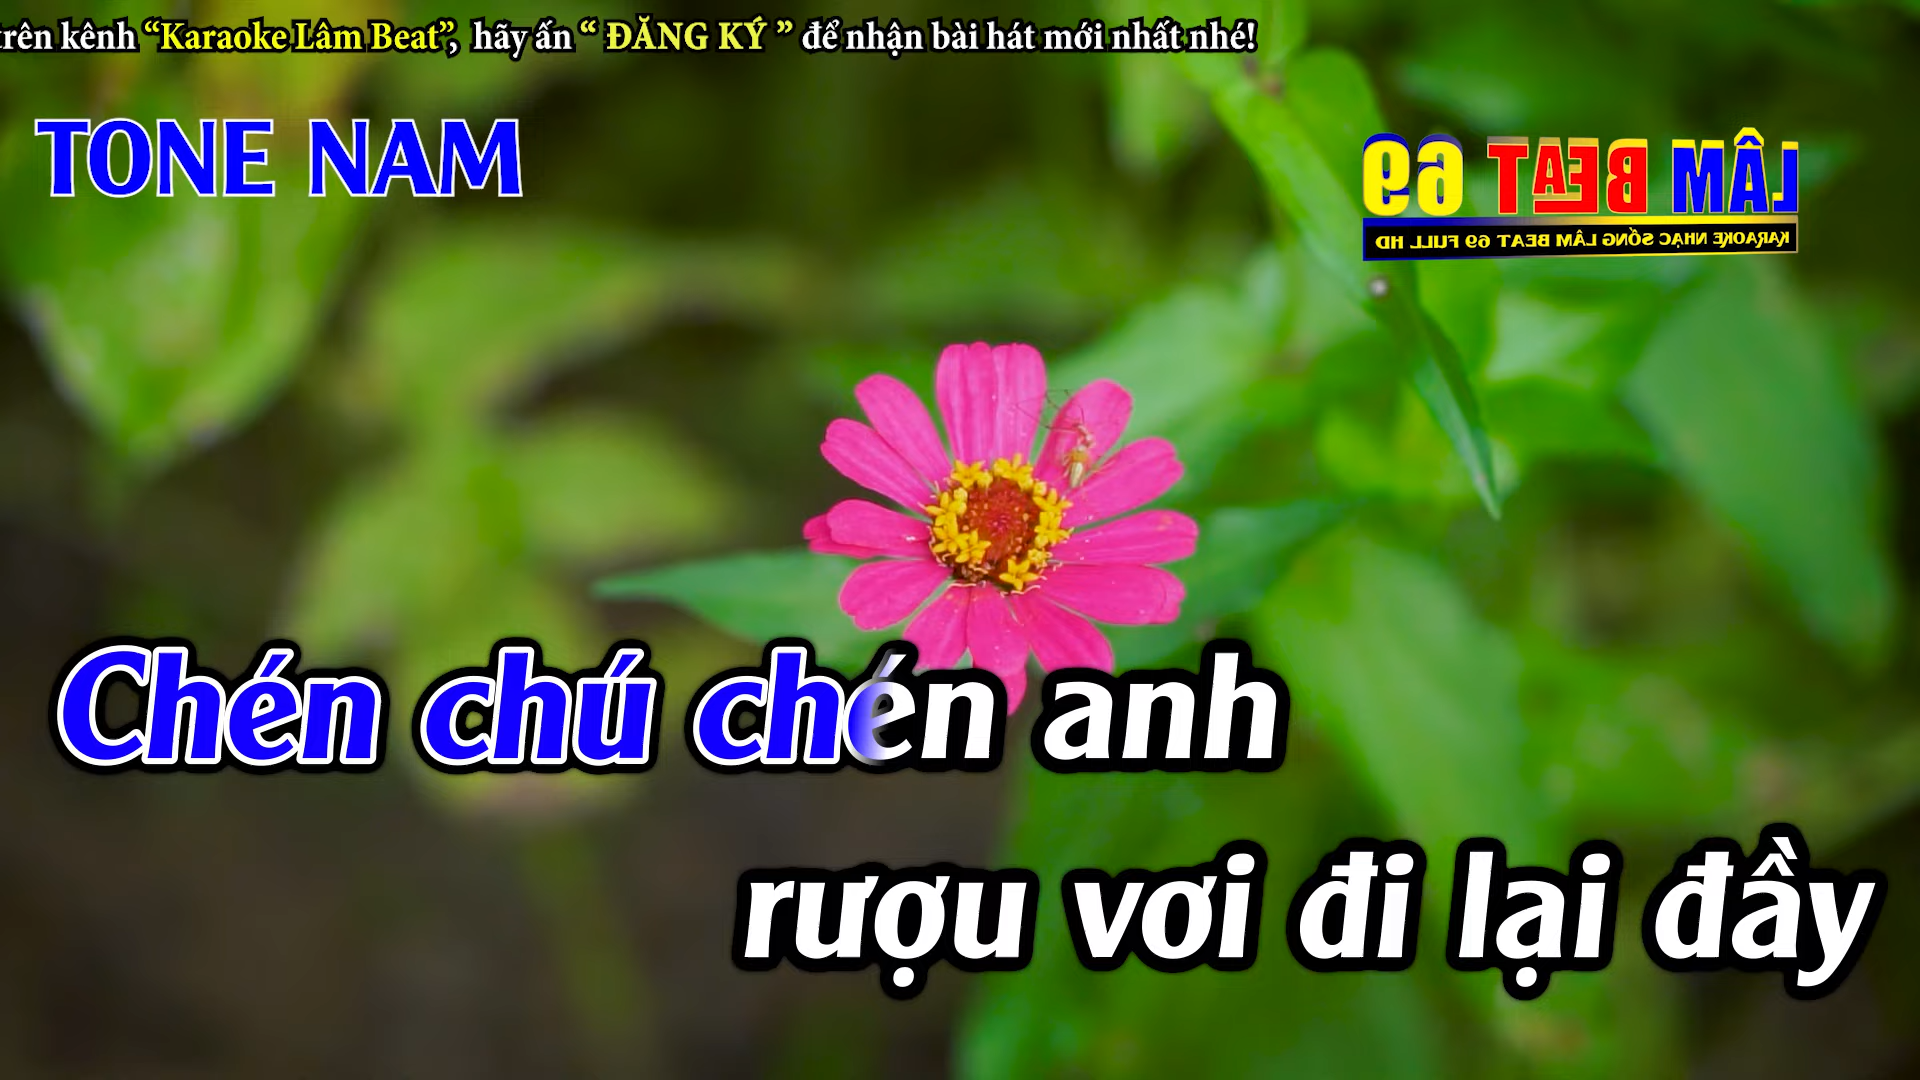 trên kênh “Karaoke Lâm Beat”, hãy ấn “ ĐĂNG KÝ ” để nhận bài hát mới nhất nhé!
TONE NAM
LÂM BEAT 69
KARAOKE NHẠC SỐNG LÂM BEAT 69 FULL HD
Chén chú chén anh
rượu vơi đi lại đầy